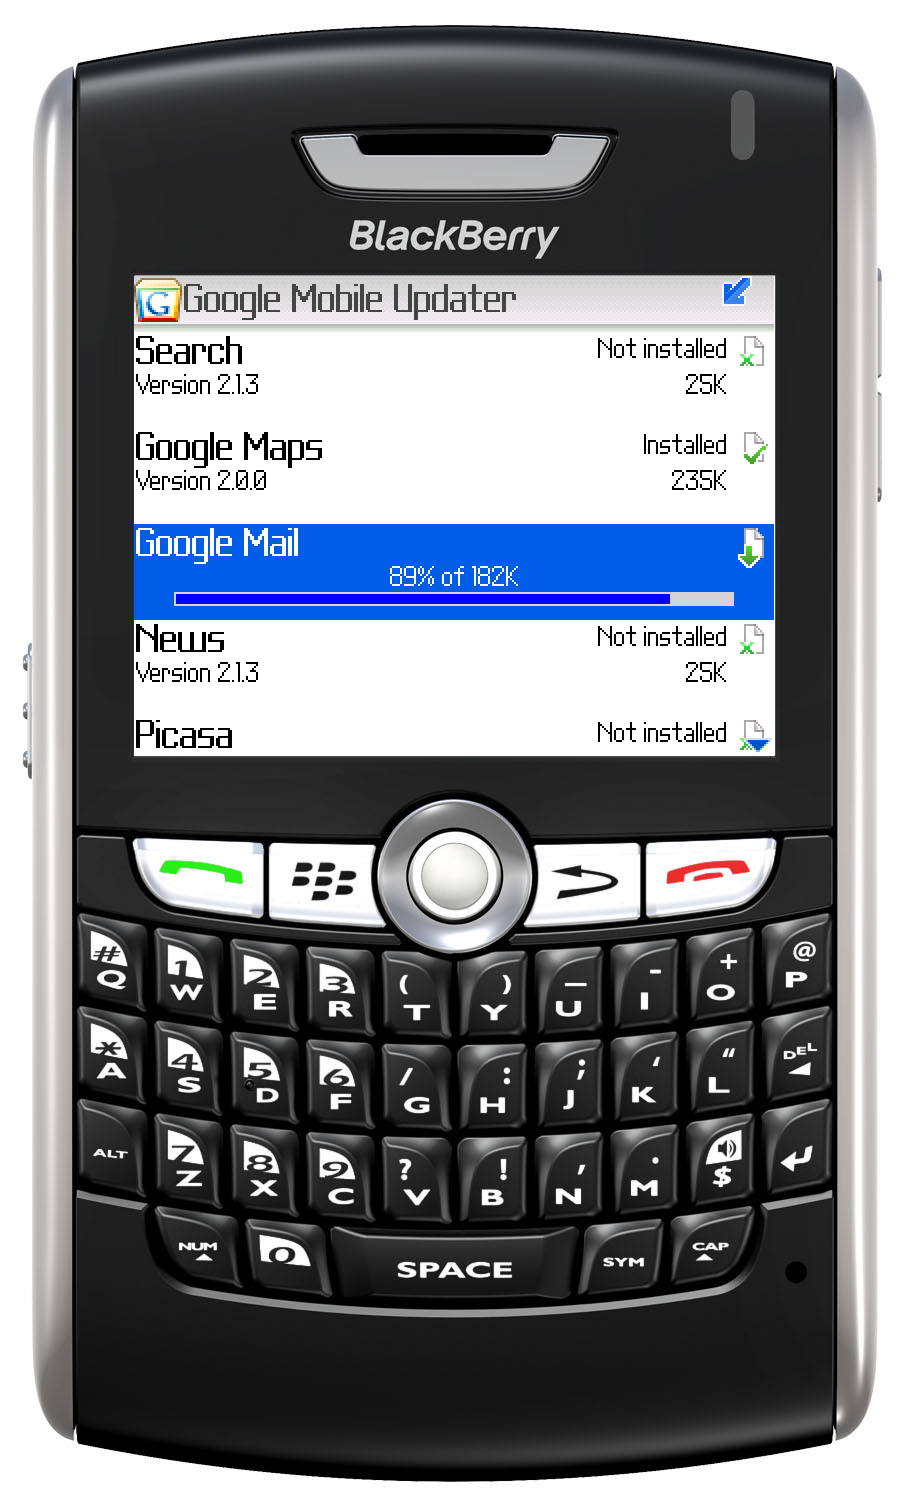 BlackBerry
Google Mobile Updater
Search Not installed
Version 2.1.3 25K
Google Maps Installed
Version 2.0.0 235K
Google Mail
89% of 182K
News Not installed
Version 2.1.3 25K
Picasa Not installed
# 1 2 3 ( ) _ - + @
Q W E R T Y U I O P
* 4 5 6 / : ; ' " DEL
A S D F G H J K L
ALT 7 8 9 ? ! , .
Z X C V B N M $
NUM 0 SPACE SYM CAP